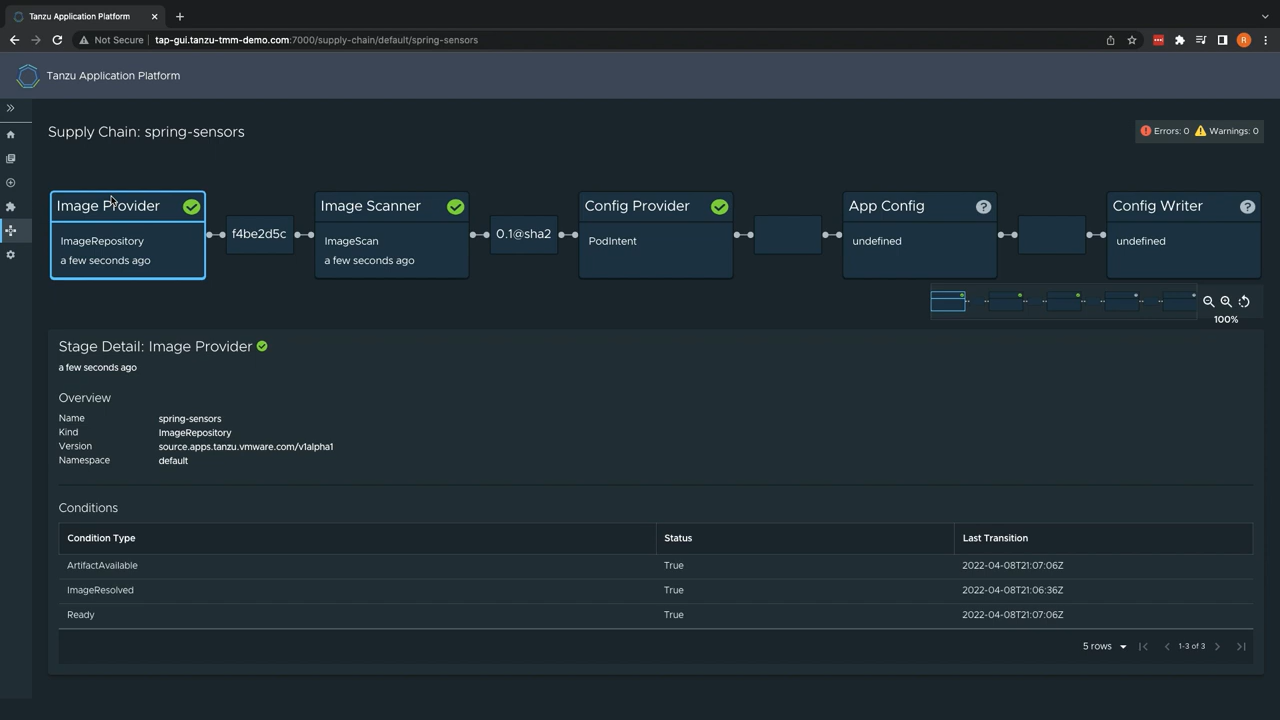 Tanzu Application Platform
Not Secure
tap-gui.tanzu-tmm-demo.com:7000/supply-chain/default/spring-sensors
R
Tanzu Application Platform
Supply Chain: spring-sensors
Errors: 0
Warnings: 0
Image Provider
ImageRepository
a few seconds ago
f4be2d5c
Image Scanner
ImageScan
a few seconds ago
0.1@sha2
Config Provider
PodIntent
App Config
?
undefined
Config Writer
?
undefined
100%
Stage Detail: Image Provider
a few seconds ago
Overview
Name spring-sensors
Kind ImageRepository
Version source.apps.tanzu.vmware.com/v1alpha1
Namespace default
Conditions
Condition Type Status Last Transition
ArtifactAvailable True 2022-04-08T21:07:06Z
ImageResolved True 2022-04-08T21:06:36Z
Ready True 2022-04-08T21:07:06Z
5 rows 1-3 of 3